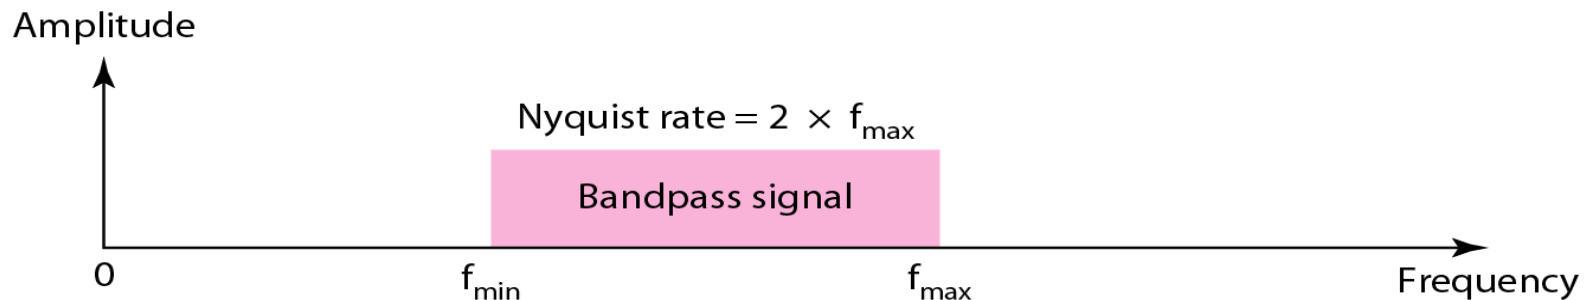 Amplitude
Nyquist rate = 2 × fmax
Bandpass signal
0
fmin
fmax
Frequency